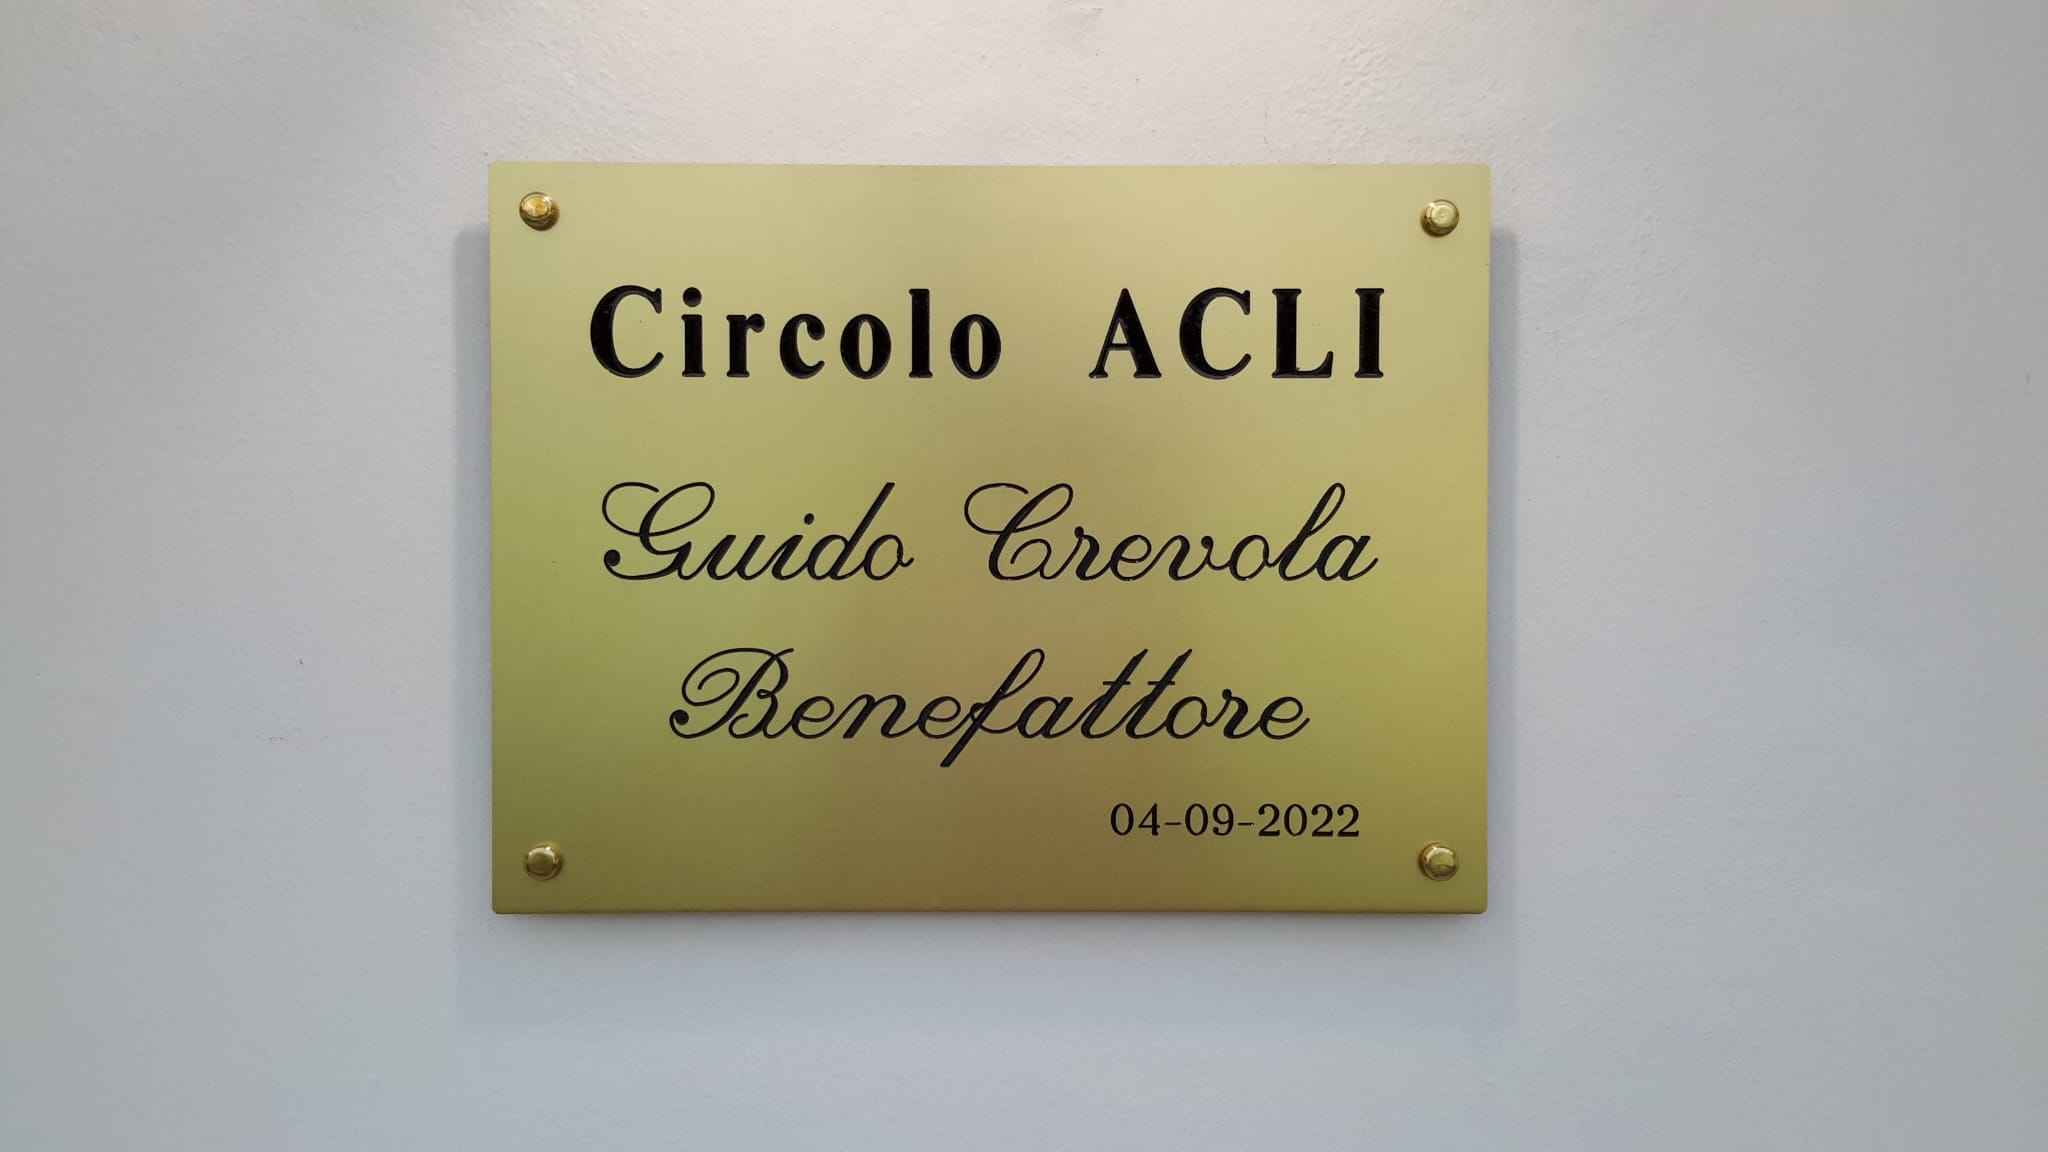 Circolo ACLI
Guido Crevola
Benefattore
04-09-2022